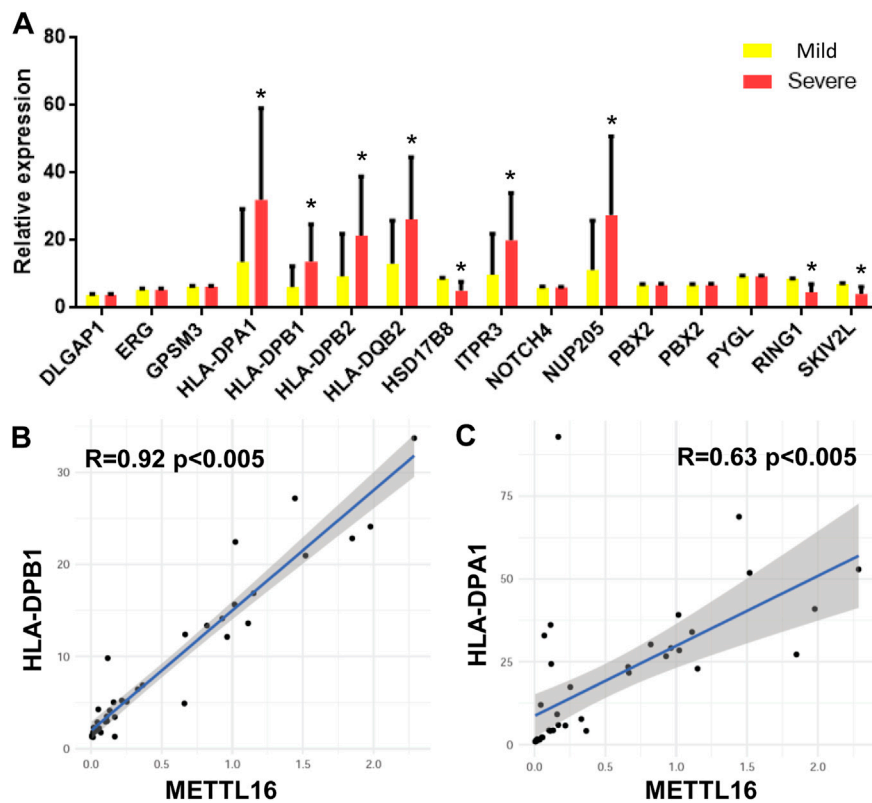 A
80
60
40
20
0
Relative expression
Mild
Severe
*
*
*
*
*
*
*
*
*
DLGAP1
ERG
GPSM3
HLA-DPA1
HLA-DPB1
HLA-DPB2
HLA-DQB2
HSD17B8
ITPR3
NOTCH4
NUP205
PBX2
PBX2
PYGL
RING1
SKIV2L
B
R=0.92 p<0.005
HLA-DPB1
30
20
10
0
0.0 0.5 1.0 1.5 2.0
METTL16
C
R=0.63 p<0.005
HLA-DPA1
75
50
25
0
0.0 0.5 1.0 1.5 2.0
METTL16